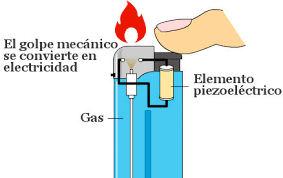 El golpe mecánico
se convierte en
electricidad
Elemento
piezoeléctrico
Gas